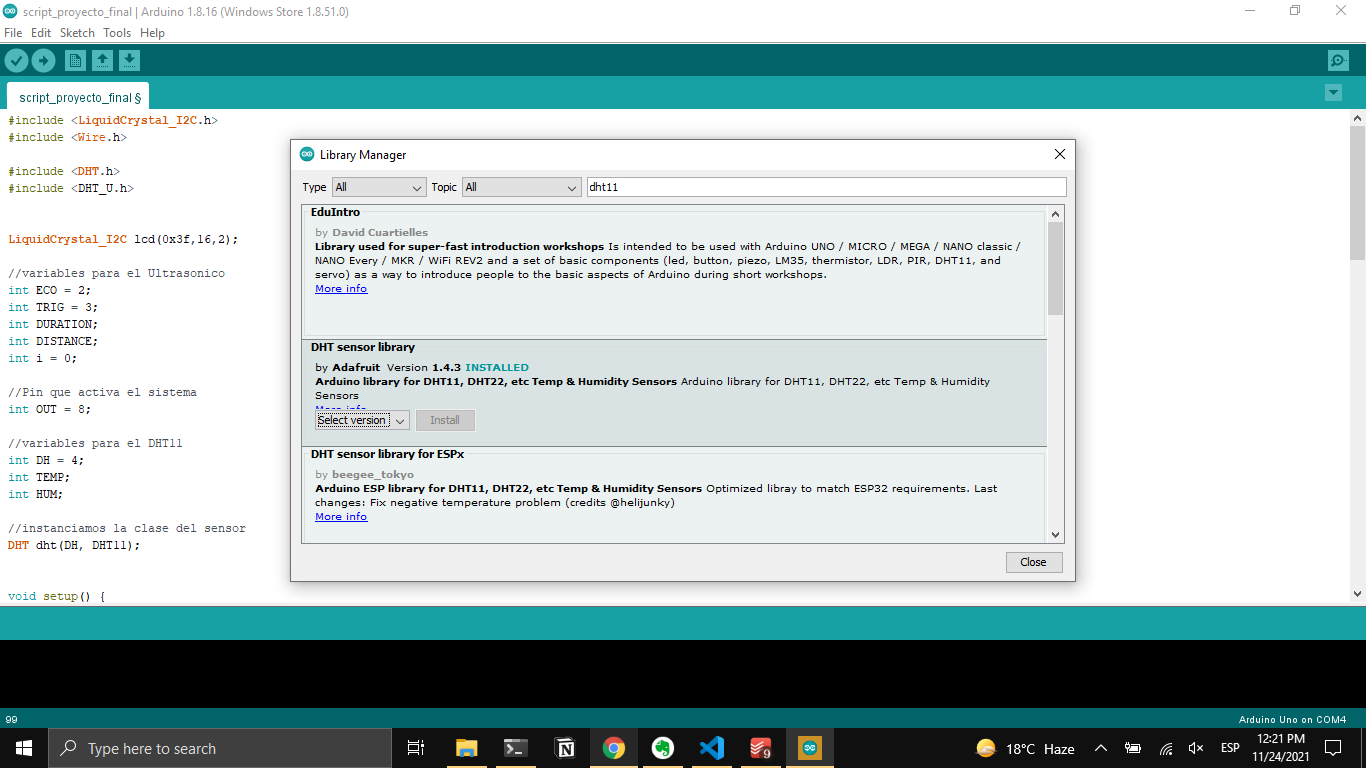 script_proyecto_final | Arduino 1.8.16 (Windows Store 1.8.51.0)
File Edit Sketch Tools Help
script_proyecto_final §
#include <LiquidCrystal_I2C.h>
#include <Wire.h>
#include <DHT.h>
#include <DHT_U.h>
LiquidCrystal_I2C lcd(0x3f,16,2);
//variables para el Ultrasonico
int ECO = 2;
int TRIG = 3;
int DURATION;
int DISTANCE;
int i = 0;
//Pin que activa el sistema
int OUT = 8;
//variables para el DHT11
int DH = 4;
int TEMP;
int HUM;
//instanciamos la clase del sensor
DHT dht(DH, DHT11);
void setup() {
Library Manager
Type All Topic All dht11
EduIntro
by David Cuartielles
Library used for super-fast introduction workshops Is intended to be used with Arduino UNO / MICRO / MEGA / NANO classic /
NANO Every / MKR / WiFi REV2 and a set of basic components (led, button, piezo, LM35, thermistor, LDR, PIR, DHT11, and
servo) as a way to introduce people to the basic aspects of Arduino during short workshops.
More info
DHT sensor library
by Adafruit Version 1.4.3 INSTALLED
Arduino library for DHT11, DHT22, etc Temp & Humidity Sensors Arduino library for DHT11, DHT22, etc Temp & Humidity
Sensors
More info
Select version Install
DHT sensor library for ESPx
by beegee_tokyo
Arduino ESP library for DHT11, DHT22, etc Temp & Humidity Sensors Optimized libray to match ESP32 requirements. Last
changes: Fix negative temperature problem (credits @helijunky)
More info
Close
99
Arduino Uno on COM4
Type here to search
9
18°C Haze
ESP
12:21 PM
11/24/2021